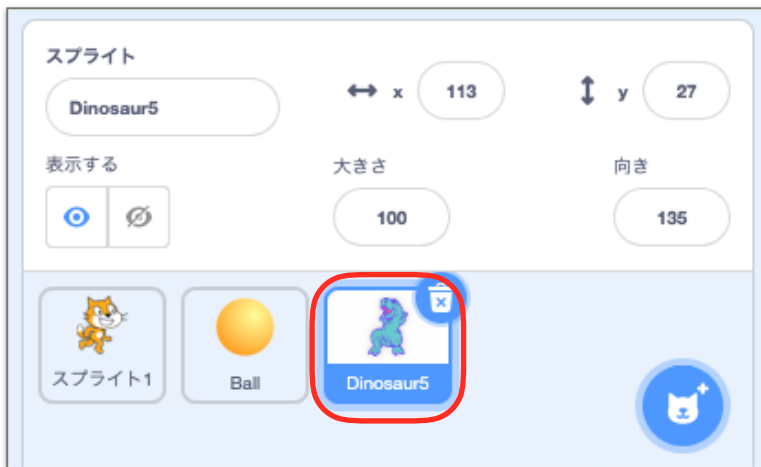 スプライト
Dinosaur5
x 113
y 27
表示する
大きさ
向き
100
135
スプライト1
Ball
Dinosaur5